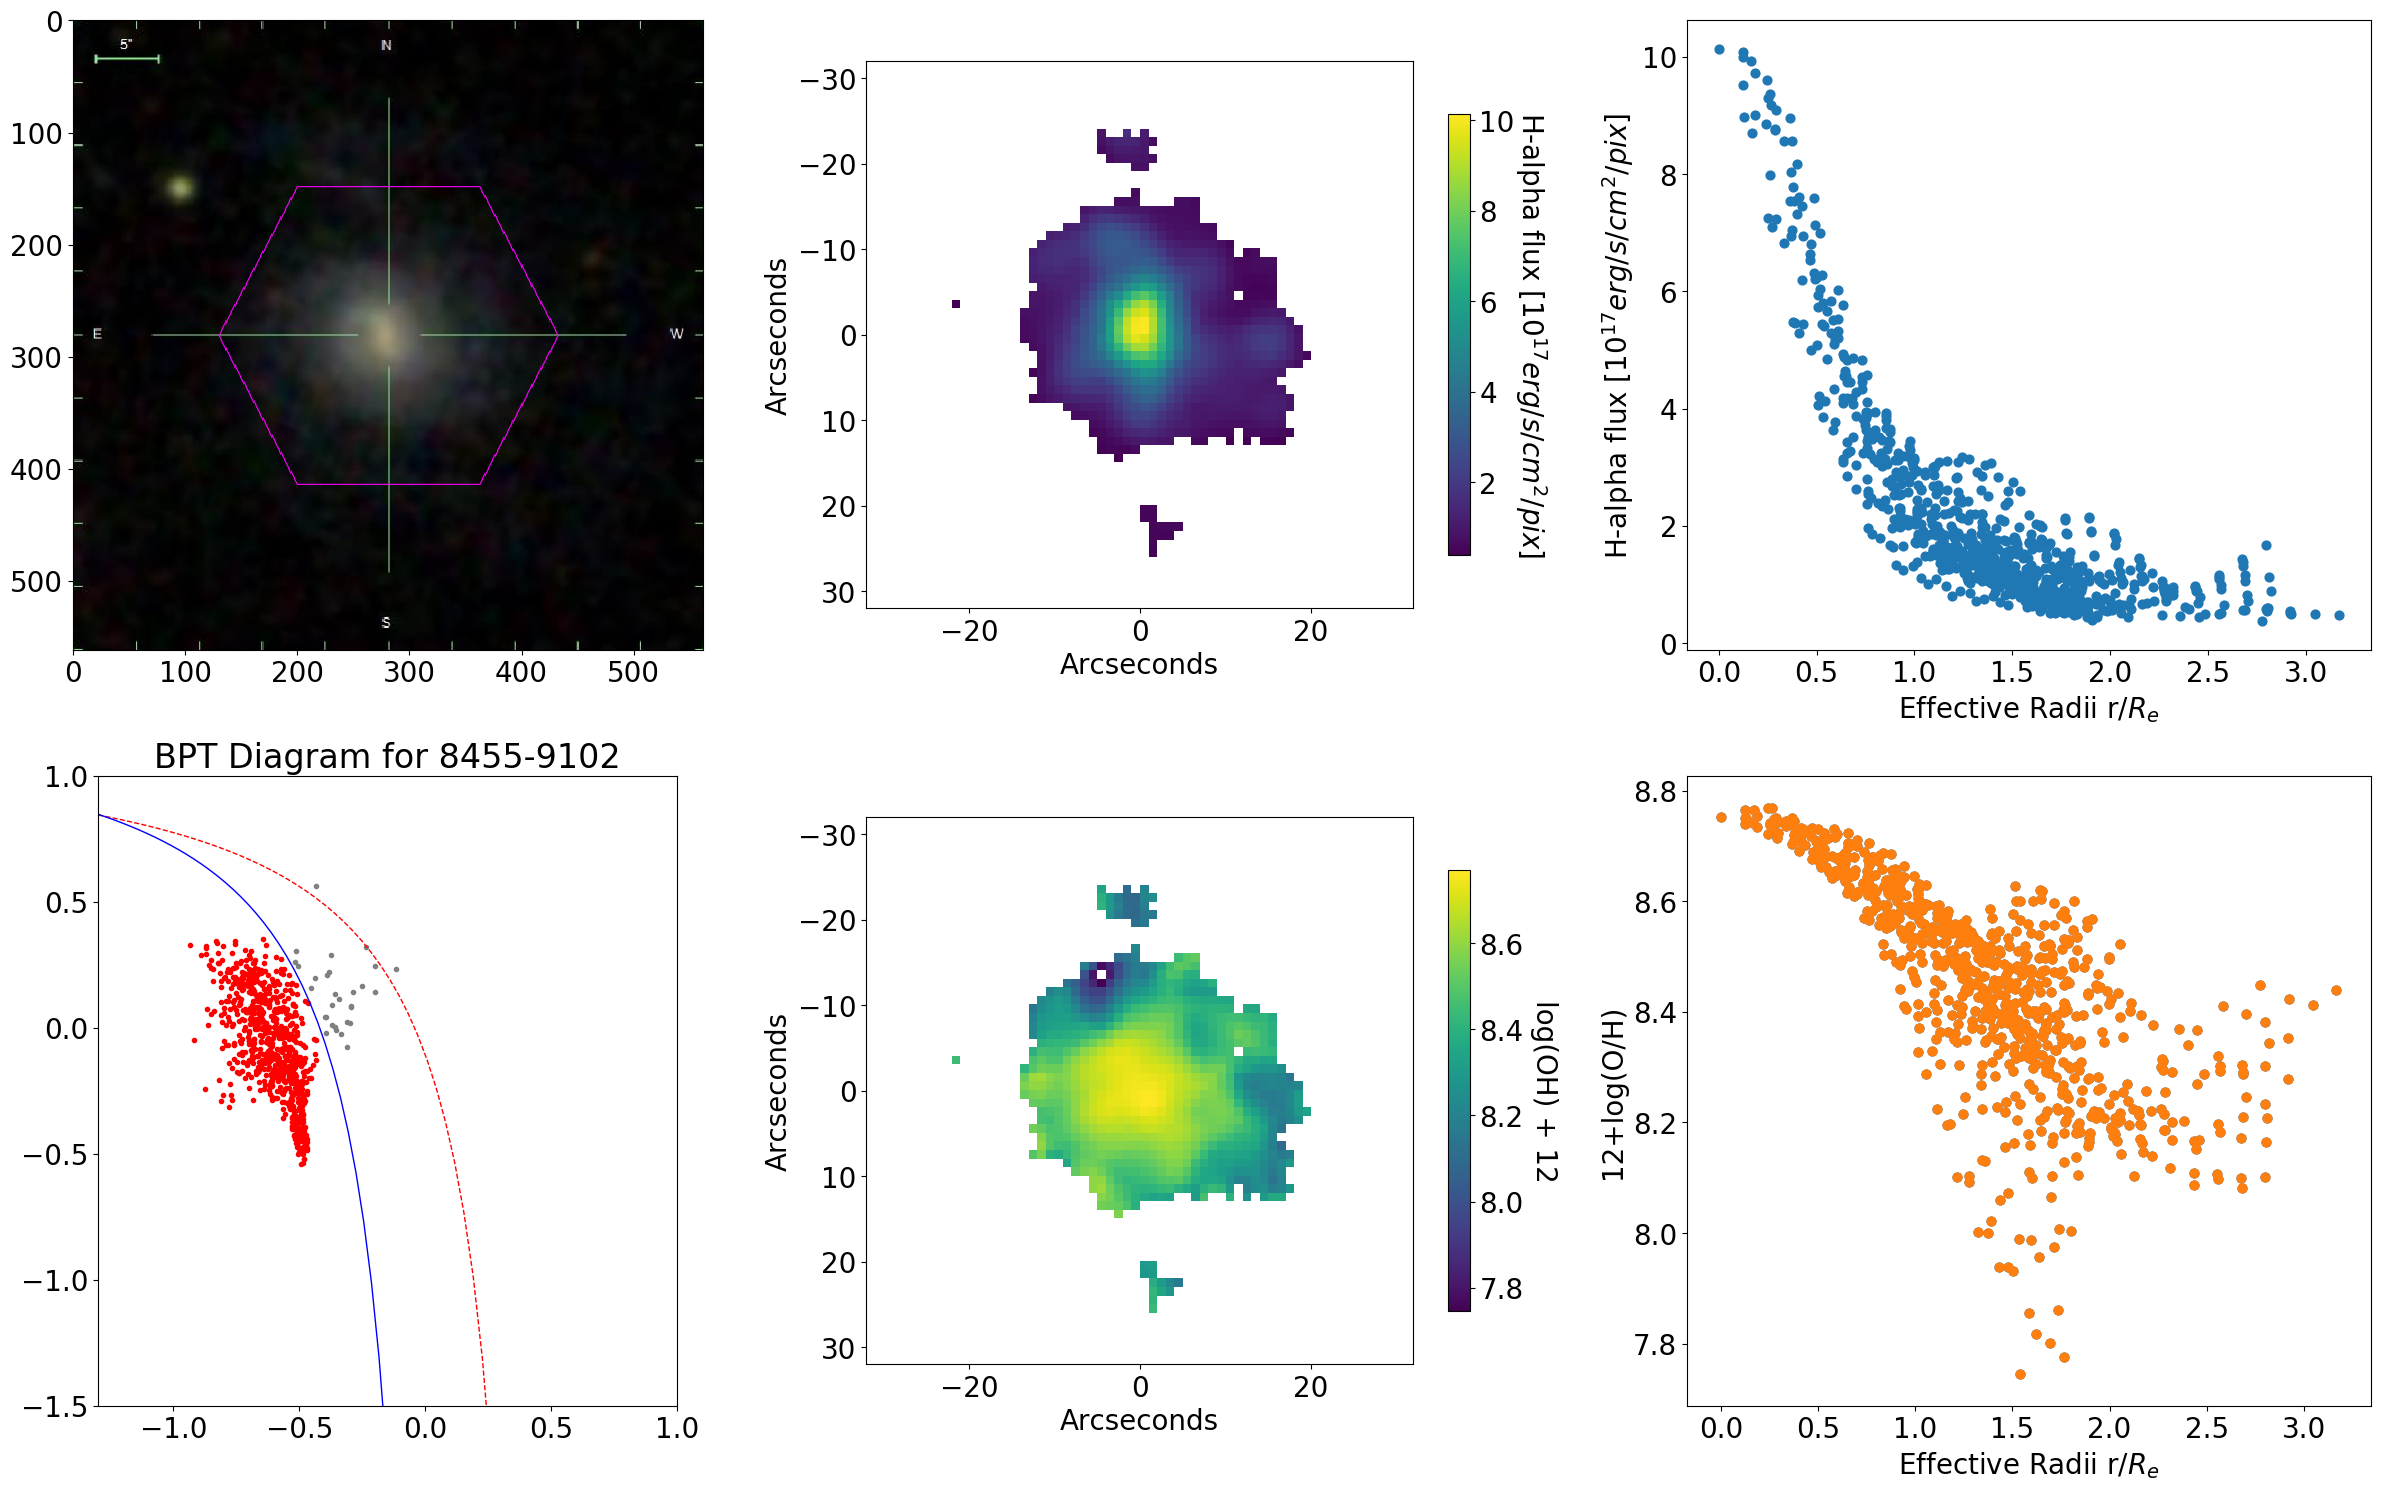 0
100
200
300
400
500
0 100 200 300 400 500
5"
N
E
W
S
−30
−20
−10
0
10
20
30
Arcseconds
−20 0 20
Arcseconds
10
8
6
4
2
H-alpha flux [10^17 erg/s/cm^2/pix]
H-alpha flux [10^17 erg/s/cm^2/pix]
10
8
6
4
2
0
0.0 0.5 1.0 1.5 2.0 2.5 3.0
Effective Radii r/R_e
BPT Diagram for 8455-9102
1.0
0.5
0.0
−0.5
−1.0
−1.5
−1.0 −0.5 0.0 0.5 1.0
−30
−20
−10
0
10
20
30
Arcseconds
−20 0 20
Arcseconds
8.6
8.4
8.2
8.0
7.8
log(OH) + 12
12+log(O/H)
8.8
8.6
8.4
8.2
8.0
7.8
0.0 0.5 1.0 1.5 2.0 2.5 3.0
Effective Radii r/R_e